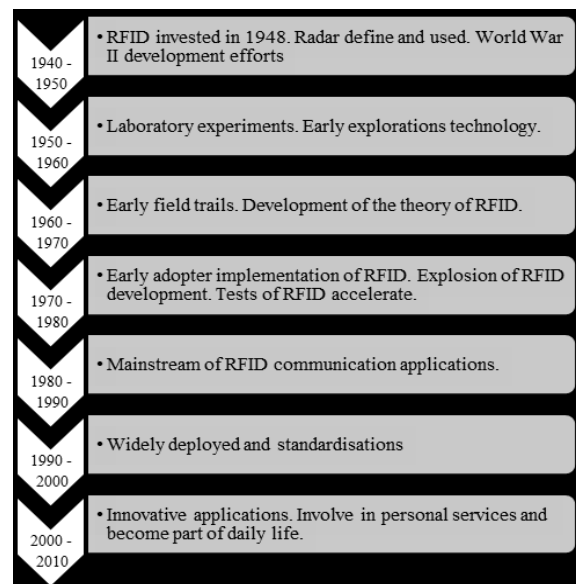 1940 -
1950
• RFID invested in 1948. Radar define and used. World War
II development efforts
1950 -
1960
• Laboratory experiments. Early explorations technology.
1960 -
1970
• Early field trails. Development of the theory of RFID.
1970 -
1980
• Early adopter implementation of RFID. Explosion of RFID
development. Tests of RFID accelerate.
1980 -
1990
• Mainstream of RFID communication applications.
1990 -
2000
• Widely deployed and standardisations
2000 -
2010
• Innovative applications. Involve in personal services and
become part of daily life.